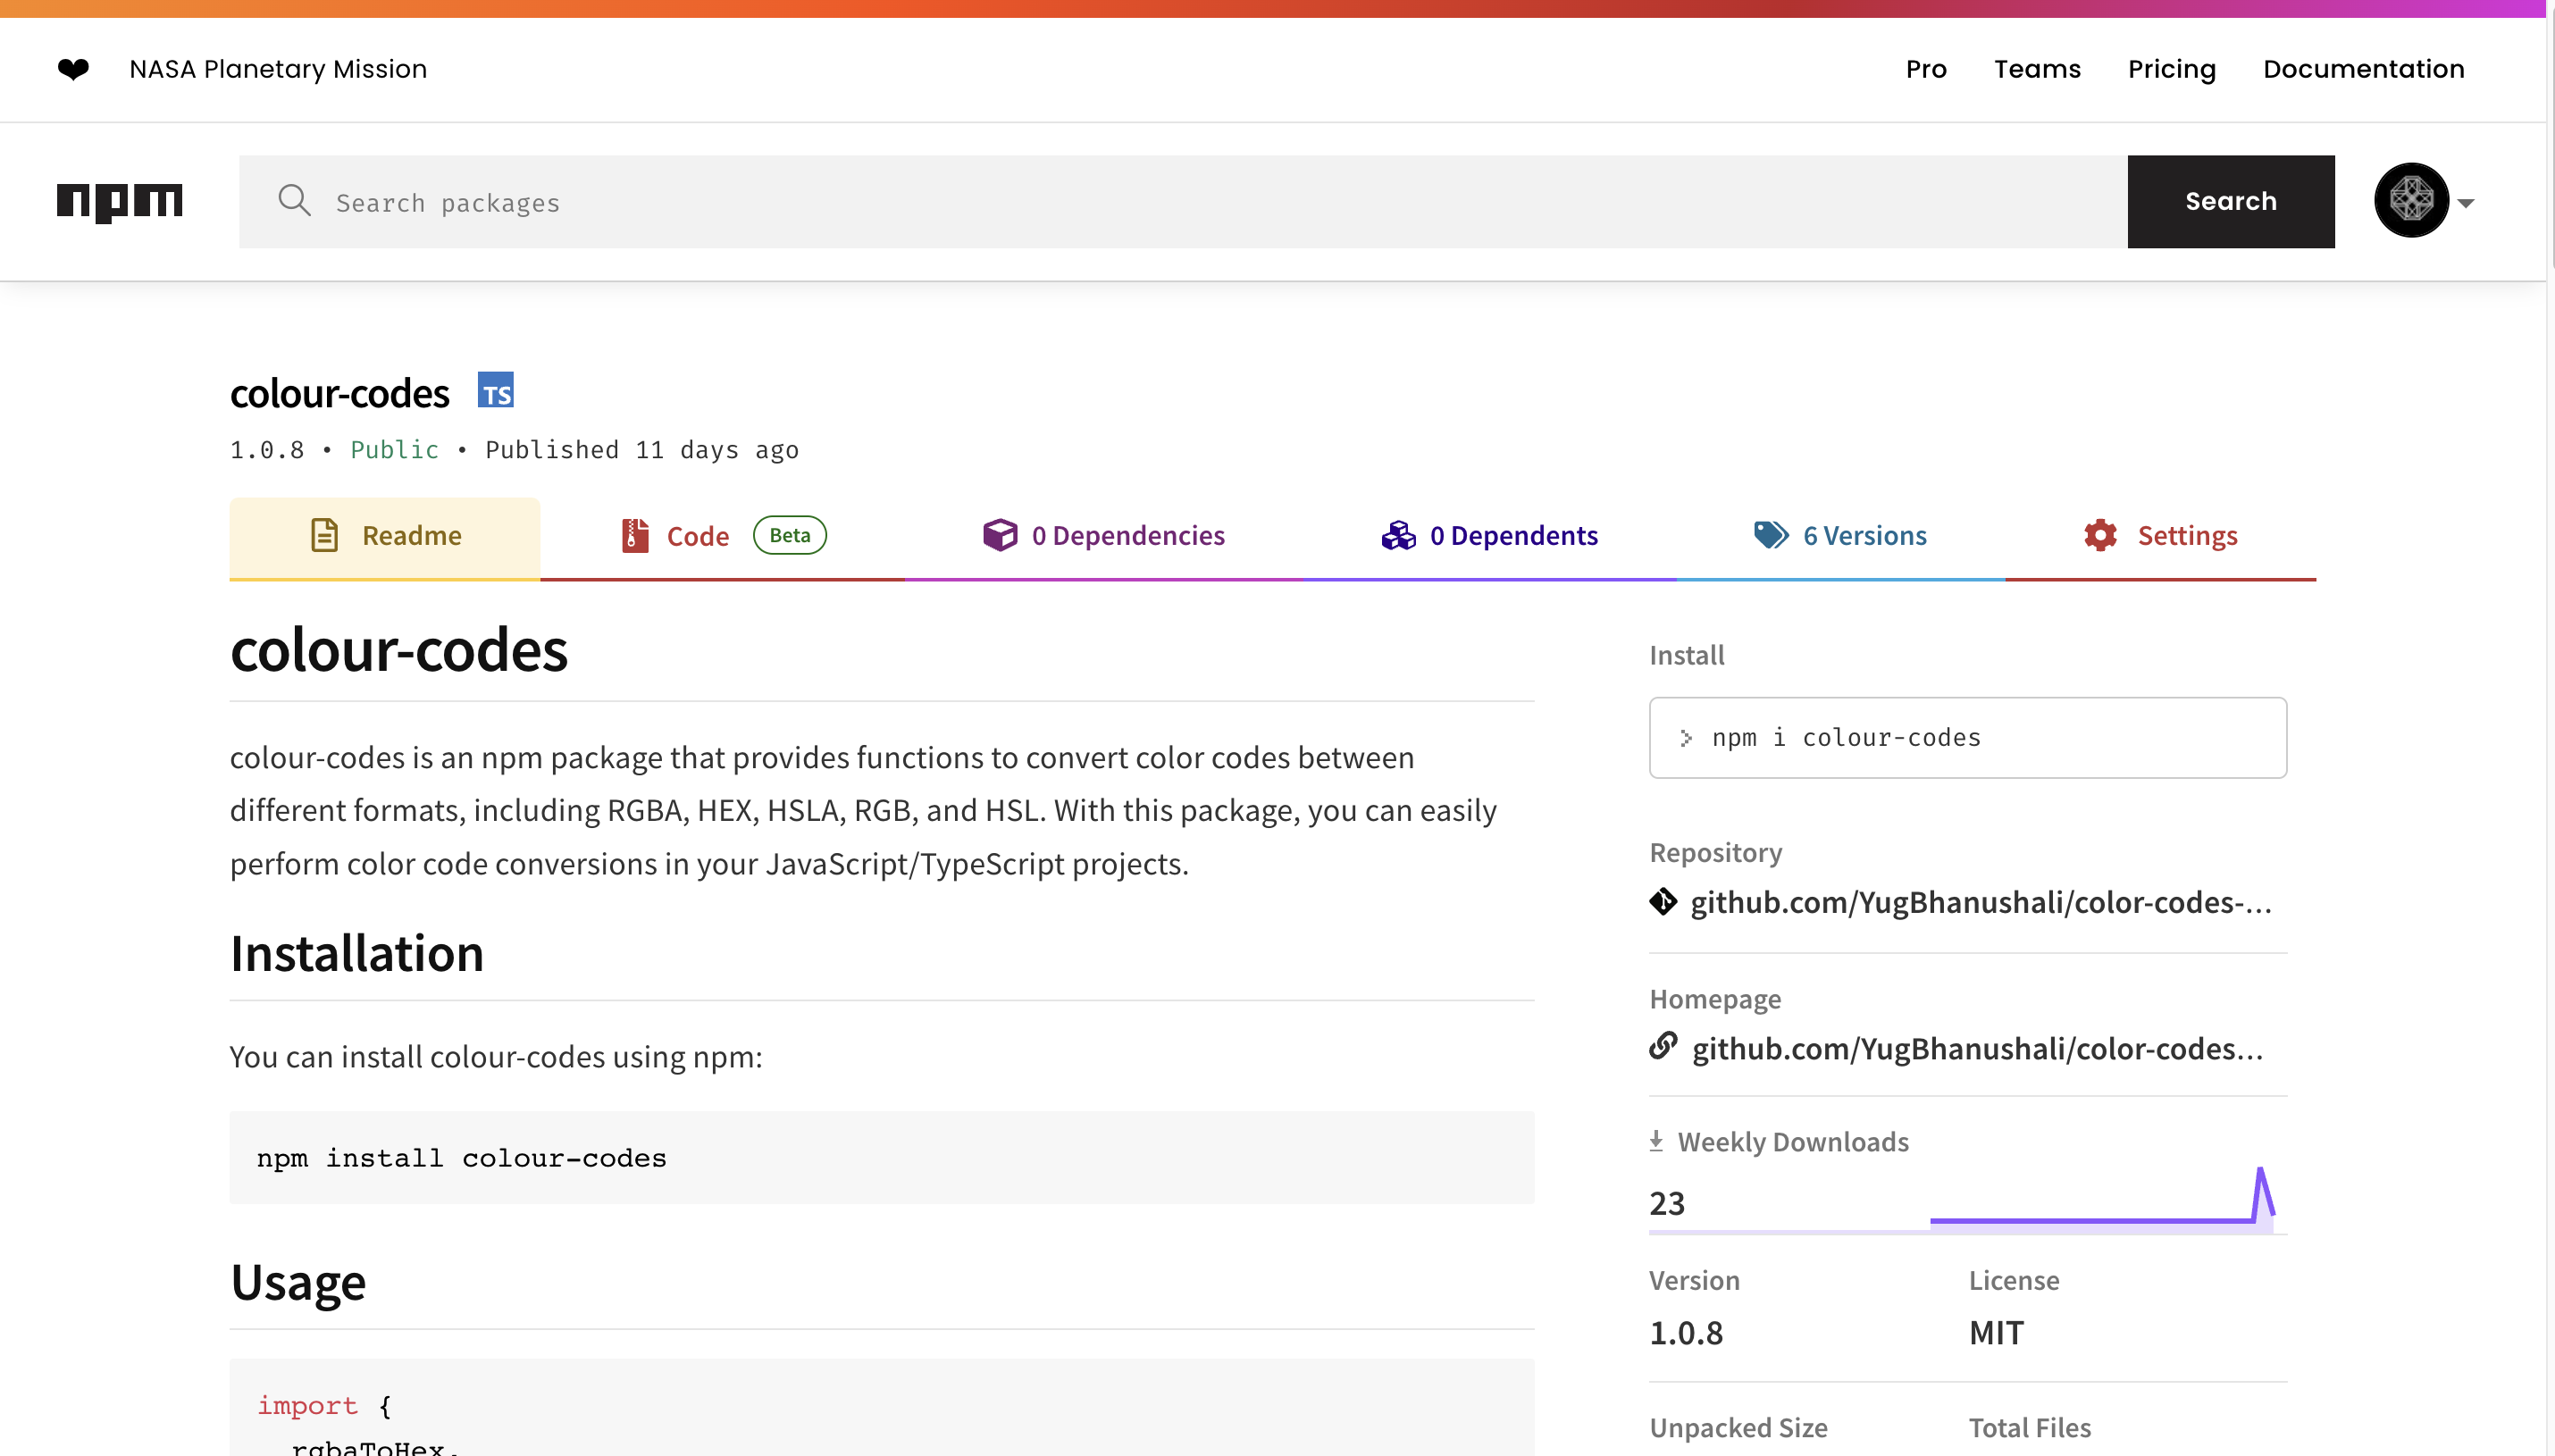 NASA Planetary Mission
Pro Teams Pricing Documentation
npm
Search packages
Search
colour-codes TS
1.0.8 • Public • Published 11 days ago
Readme
Code Beta
0 Dependencies
0 Dependents
6 Versions
Settings
colour-codes
colour-codes is an npm package that provides functions to convert color codes between
different formats, including RGBA, HEX, HSLA, RGB, and HSL. With this package, you can easily
perform color code conversions in your JavaScript/TypeScript projects.
Installation
You can install colour-codes using npm:
npm install colour-codes
Usage
import {
rgbaToHex,
Install
> npm i colour-codes
Repository
github.com/YugBhanushali/color-codes-...
Homepage
github.com/YugBhanushali/color-codes...
Weekly Downloads
23
Version License
1.0.8 MIT
Unpacked Size Total Files